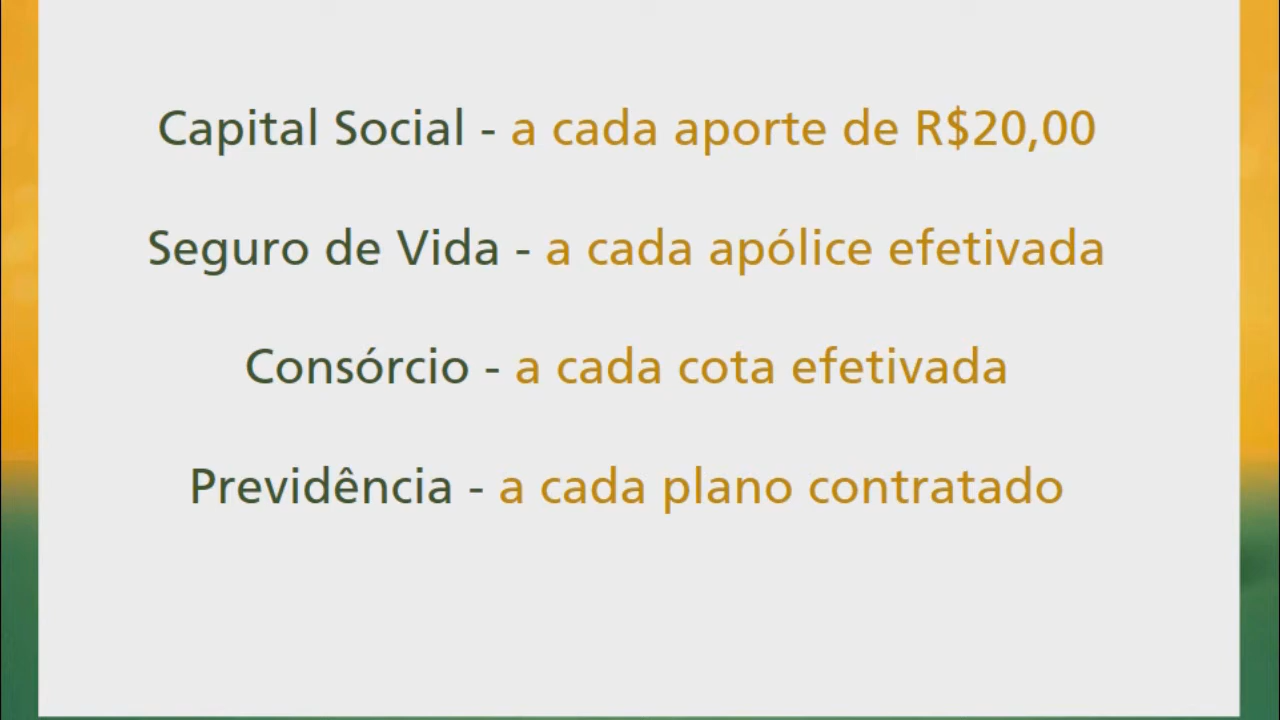 Capital Social - a cada aporte de R$20,00
Seguro de Vida - a cada apólice efetivada
Consórcio - a cada cota efetivada
Previdência - a cada plano contratado